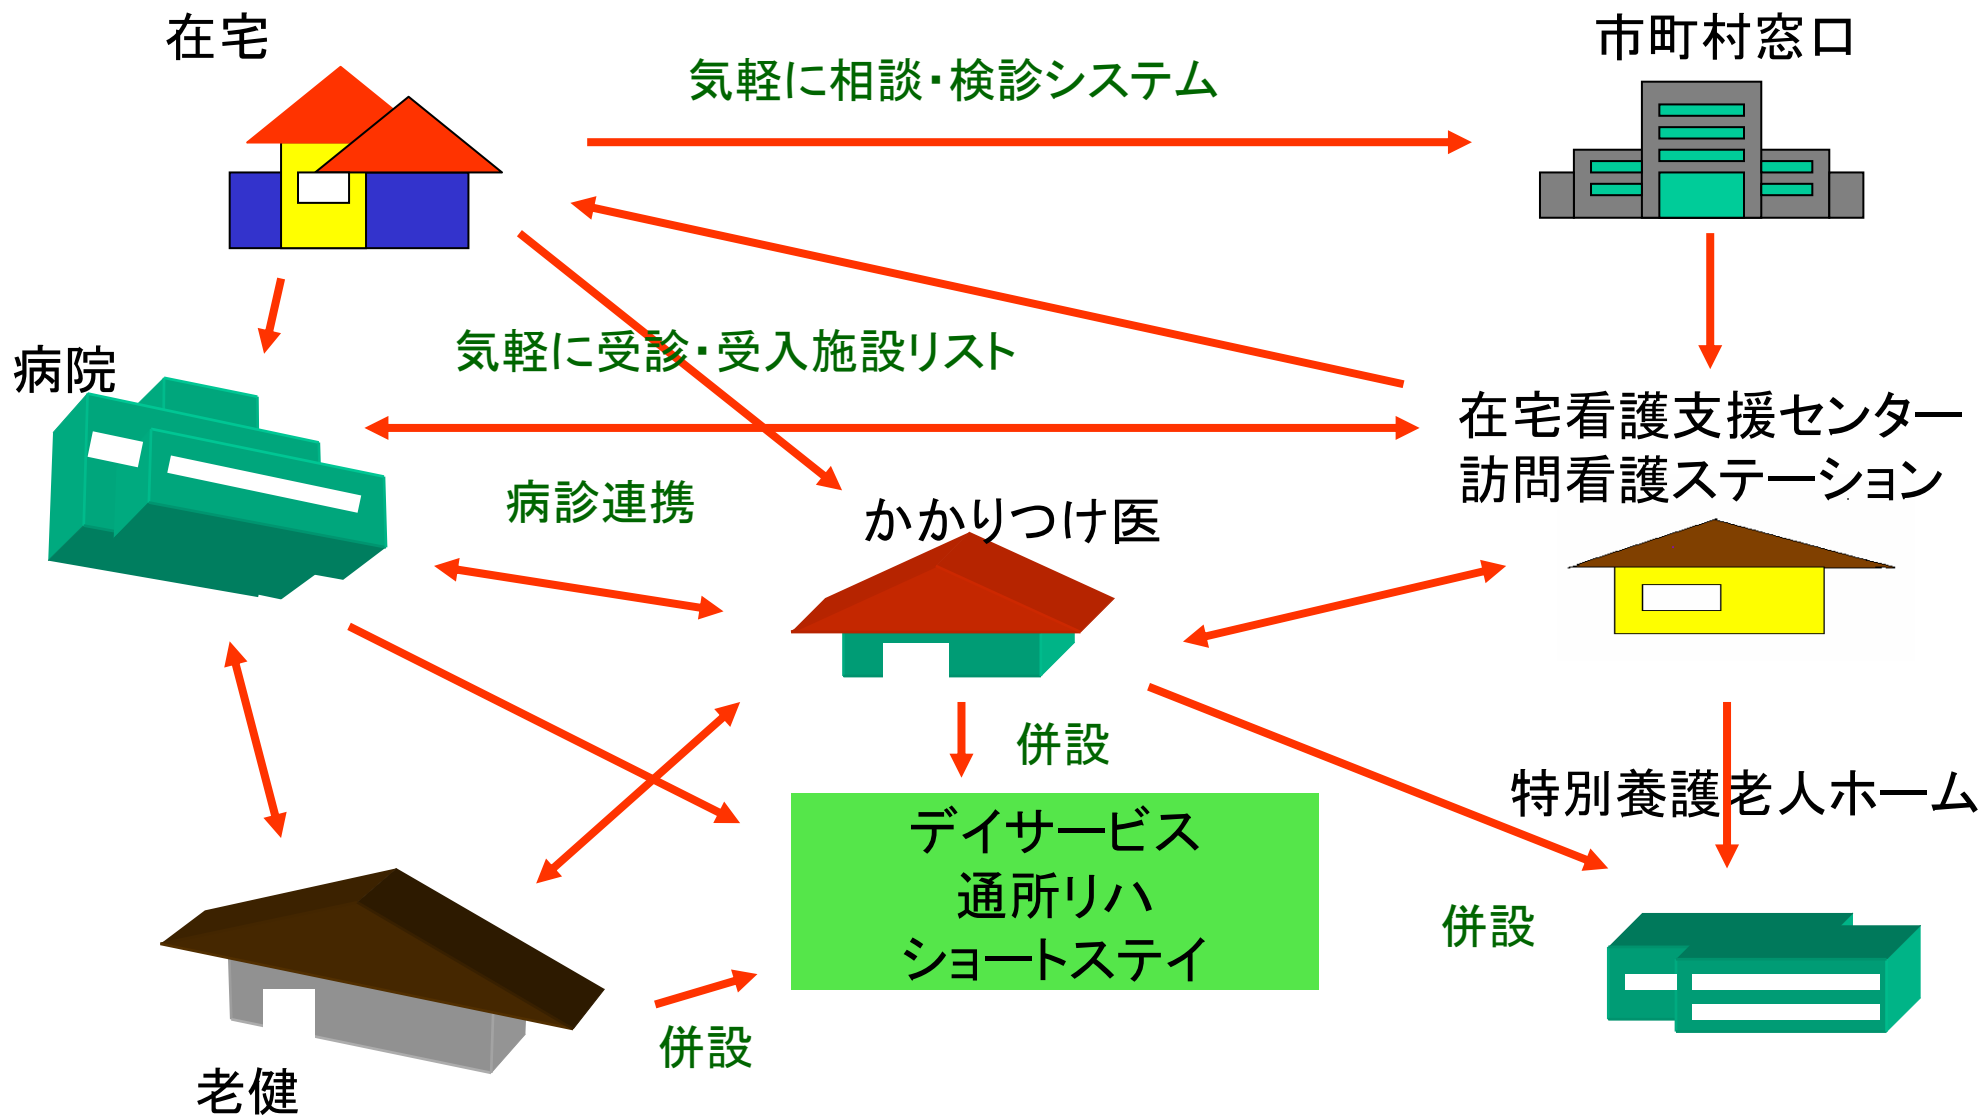 在宅
市町村窓口
気軽に相談・検診システム
気軽に受診・受入施設リスト
病院
在宅看護支援センター
訪問看護ステーション
病診連携
かかりつけ医
併設
特別養護老人ホーム
デイサービス
通所リハ
ショートステイ
併設
併設
老健